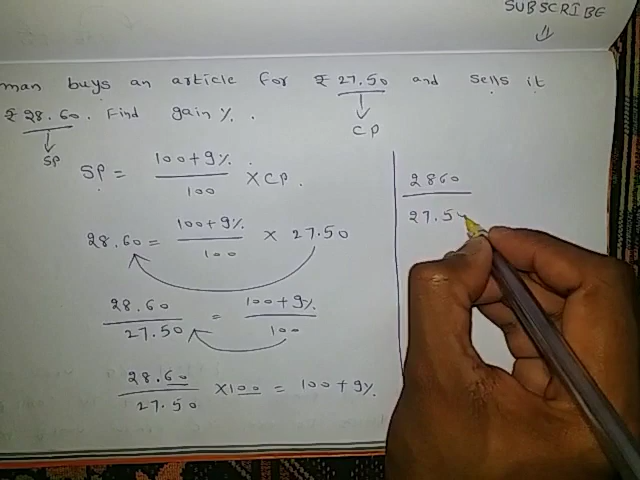 SUBSCRIBE
man buys an article for ₹ 27.50 and sells it
₹ 28.60. Find gain %.
SP
CP
SP = 100+g% / 100 × CP.
28.60 = 100+g% / 100 × 27.50
28.60 / 27.50 = 100+g% / 100
28.60 / 27.50 × 100 = 100 + g%.
2860
27.5